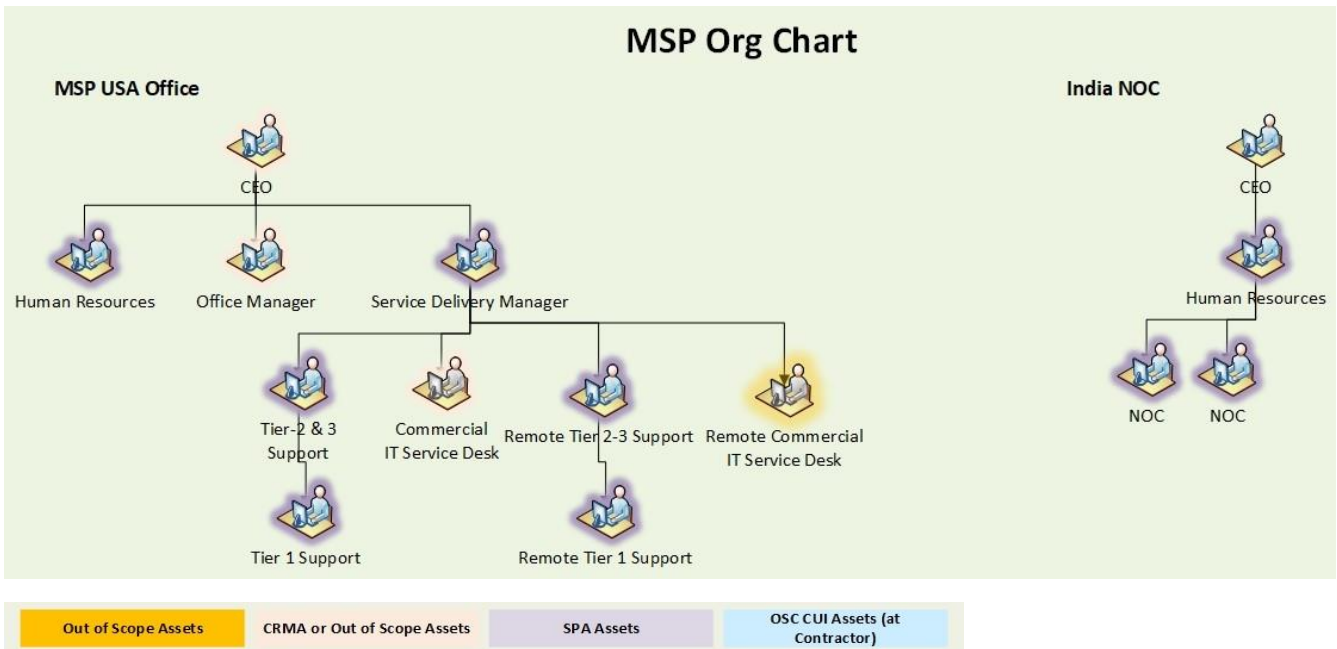 MSP Org Chart
MSP USA Office
India NOC
CEO
CEO
Human Resources
Office Manager
Service Delivery Manager
Human Resources
Tier-2 & 3
Support
Commercial
IT Service Desk
Remote Tier 2-3 Support
Remote Commercial
IT Service Desk
NOC
NOC
Tier 1 Support
Remote Tier 1 Support
Out of Scope Assets
CRMA or Out of Scope Assets
SPA Assets
OSC CUI Assets (at
Contractor)